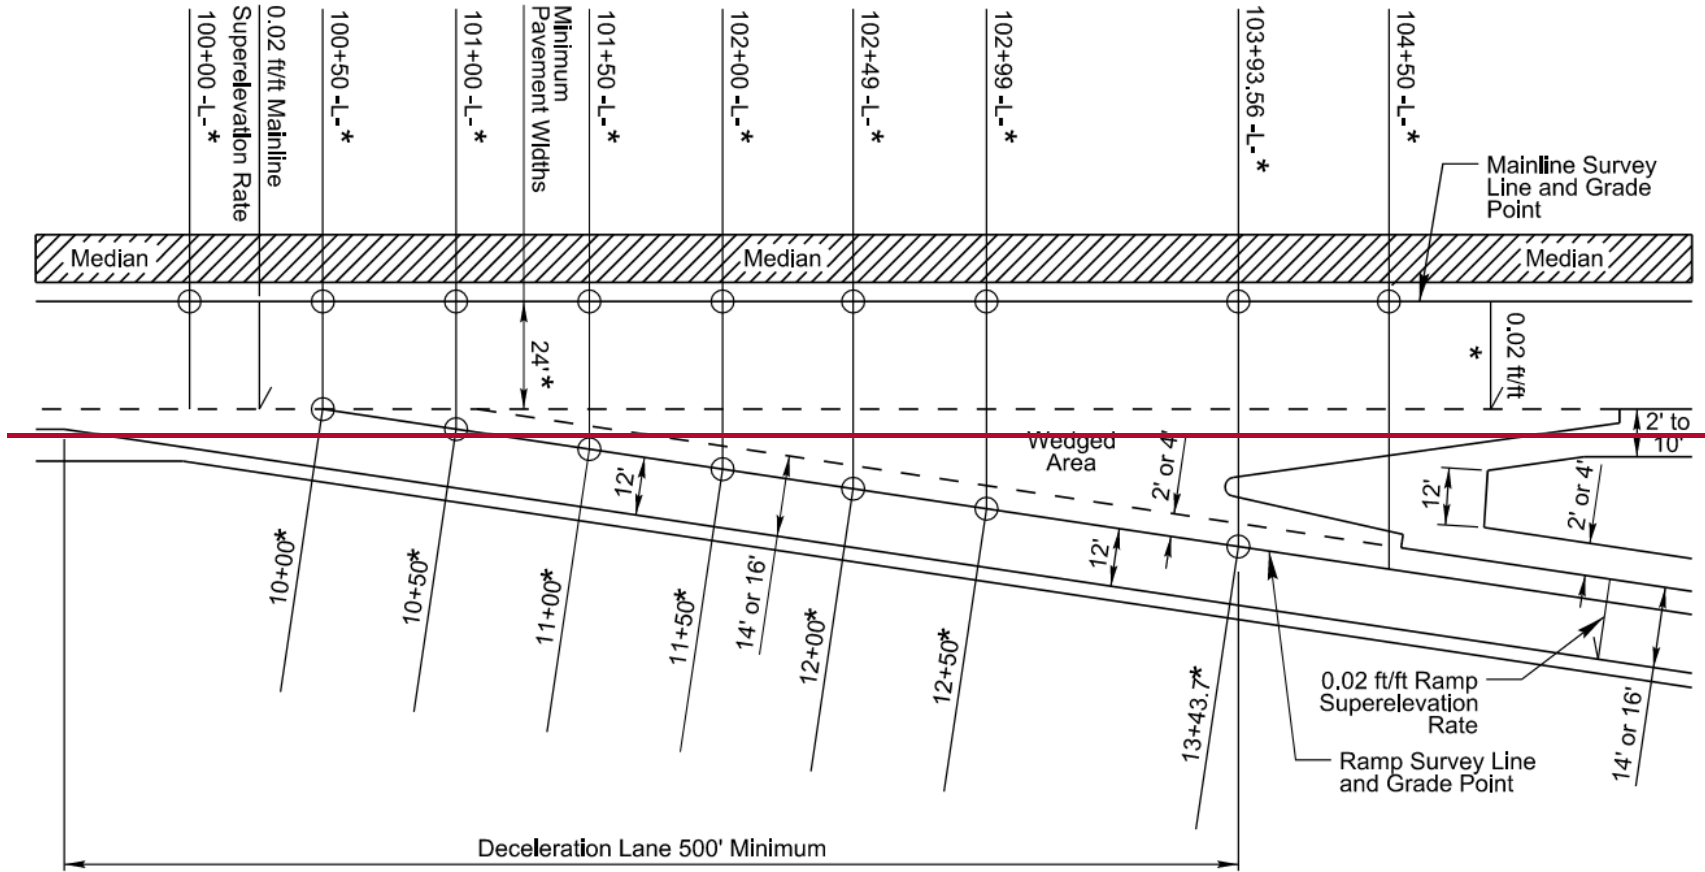 100+00 -L- *
Superelevation Rate
0.02 ft/ft Mainline
100+50 -L- *
101+00 -L- *
Minimum
Pavement Widths
101+50 -L- *
102+00 -L- *
102+49 -L- *
102+99 -L- *
103+93.56 -L- *
104+50 -L- *
Mainline Survey
Line and Grade
Point
Median
Median
Median
24' *
0.02 ft/ft
*
2' to
10'
Wedged
Area
2' or 4'
12'
12'
2' or 4'
12'
14' or 16'
10+00*
10+50*
11+00*
11+50*
12+00*
12+50*
13+43.7*
0.02 ft/ft Ramp
Superelevation
Rate
14' or 16'
Ramp Survey Line
and Grade Point
Deceleration Lane 500' Minimum